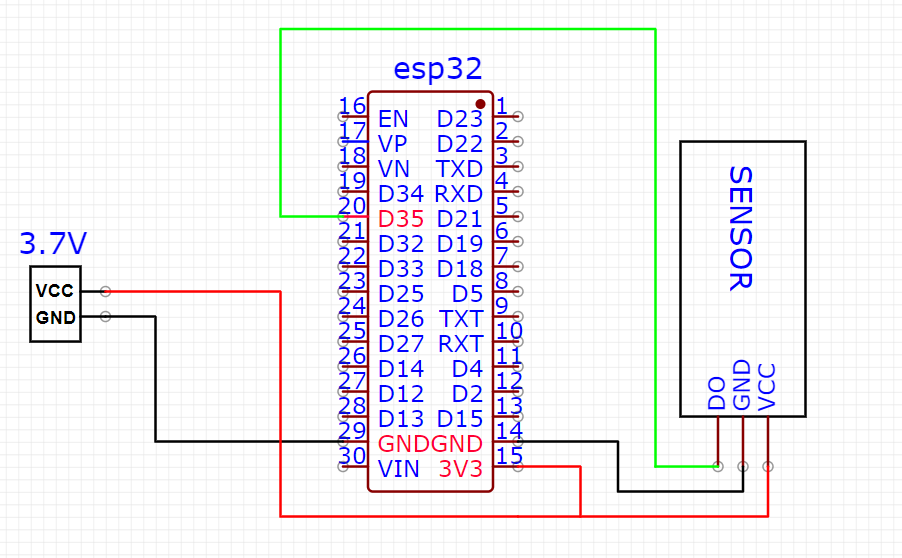 esp32
16 EN D23 1
17 VP D22 2
18 VN TXD 3
19 D34 RXD 4
20 D35 D21 5
21 D32 D19 6
22 D33 D18 7
23 D25 D5 8
24 D26 TXT 9
25 D27 RXT 10
26 D14 D4 11
27 D12 D2 12
28 D13 D15 13
29 GND GND 14
30 VIN 3V3 15
3.7V
VCC
GND
SENSOR
DO
GND
VCC